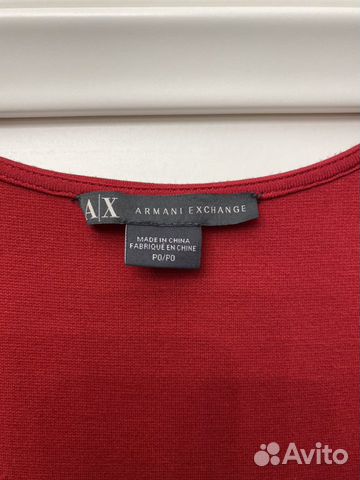 A|X ARMANI EXCHANGE
MADE IN CHINA
FABRIQUÉ EN CHINE
P0/P0
Avito